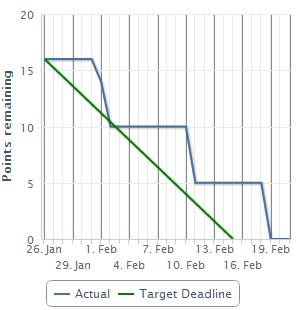 20
15
10
5
0
Points remaining
26. Jan 1. Feb 7. Feb 13. Feb 19. Feb
29. Jan 4. Feb 10. Feb 16. Feb
Actual Target Deadline